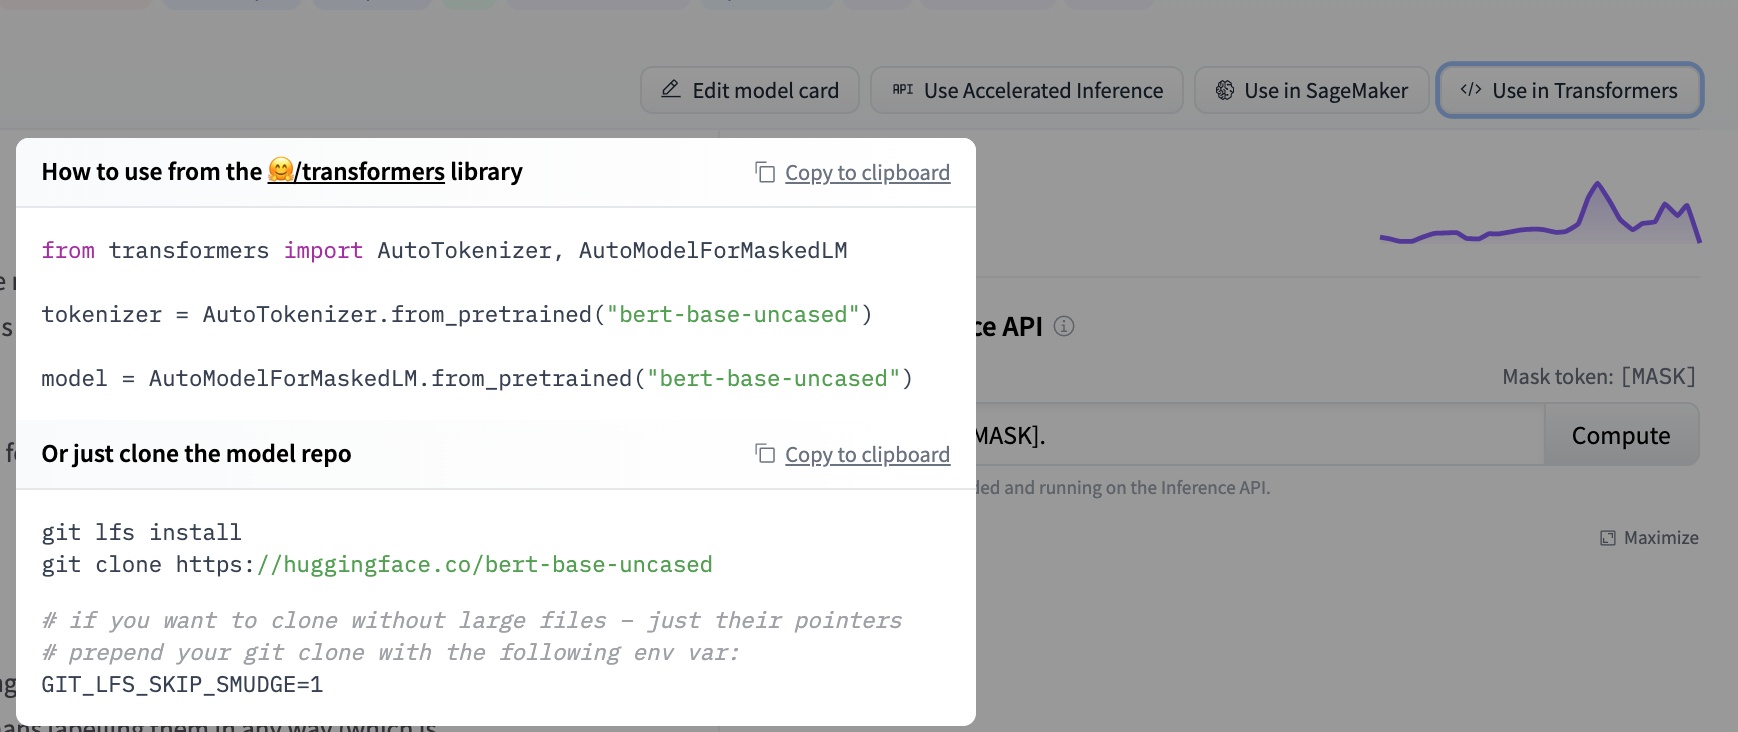 Edit model card
API Use Accelerated Inference
Use in SageMaker
</> Use in Transformers
How to use from the 🤗/transformers library
Copy to clipboard
from transformers import AutoTokenizer, AutoModelForMaskedLM
tokenizer = AutoTokenizer.from_pretrained("bert-base-uncased")
model = AutoModelForMaskedLM.from_pretrained("bert-base-uncased")
Or just clone the model repo
Copy to clipboard
git lfs install
git clone https://huggingface.co/bert-base-uncased
# if you want to clone without large files – just their pointers
# prepend your git clone with the following env var:
GIT_LFS_SKIP_SMUDGE=1
API
Mask token: [MASK]
MASK].
Compute
and running on the Inference API.
Maximize
labelling them in any way (which is